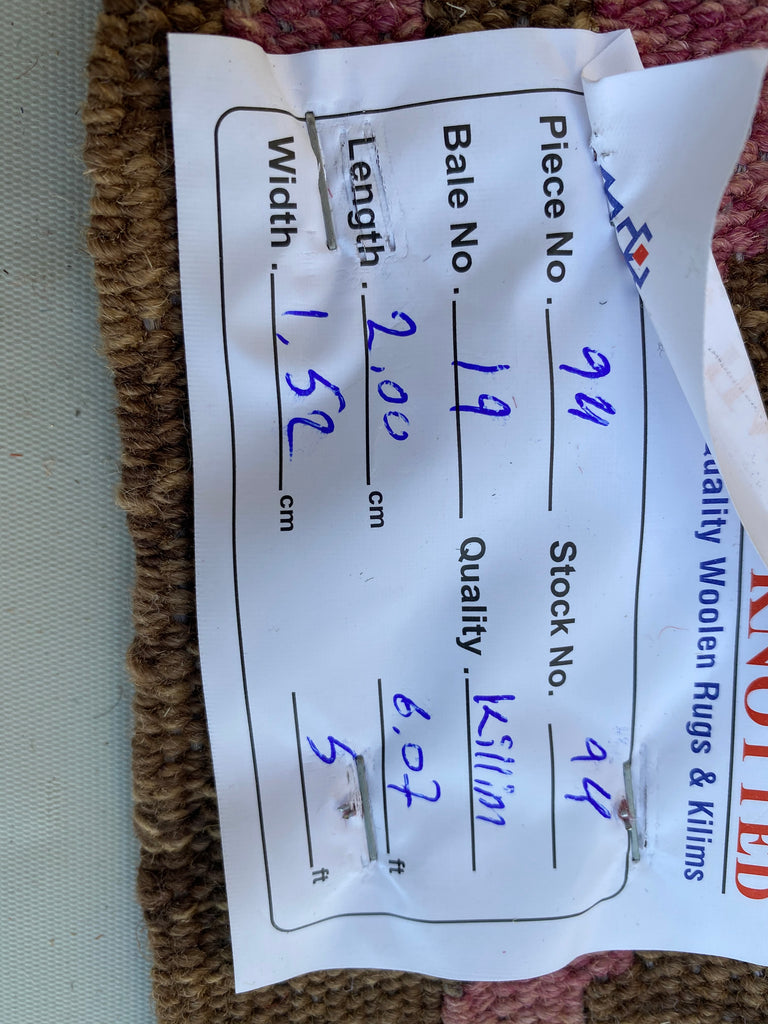 KNOTTED
uality Woolen Rugs & Kilims
Piece No. 94 Stock No. 94
Bale No. 19 Quality. Killim
Length. 2.00 cm 6.07 ft
Width. 1,52 cm 5 ft